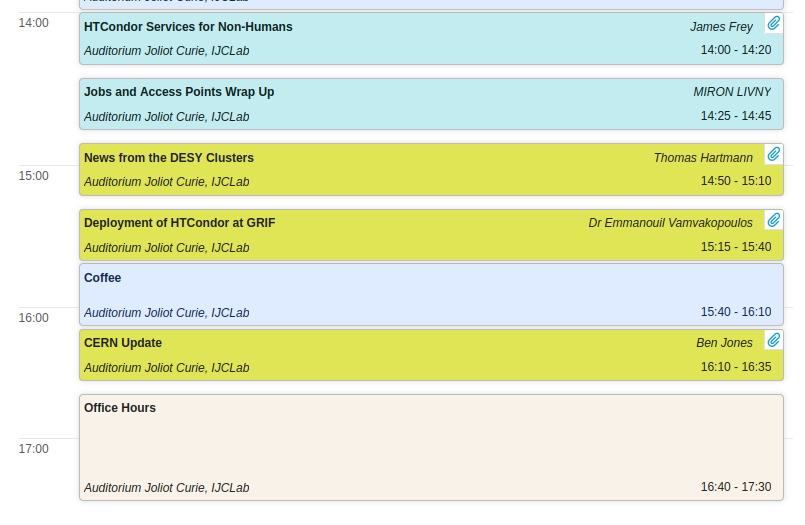 Auditorium Joliot Curie, IJCLab
14:00
HTCondor Services for Non-Humans
James Frey
Auditorium Joliot Curie, IJCLab
14:00 - 14:20
Jobs and Access Points Wrap Up
MIRON LIVNY
Auditorium Joliot Curie, IJCLab
14:25 - 14:45
News from the DESY Clusters
Thomas Hartmann
15:00
Auditorium Joliot Curie, IJCLab
14:50 - 15:10
Deployment of HTCondor at GRIF
Dr Emmanouil Vamvakopoulos
Auditorium Joliot Curie, IJCLab
15:15 - 15:40
Coffee
16:00
Auditorium Joliot Curie, IJCLab
15:40 - 16:10
CERN Update
Ben Jones
Auditorium Joliot Curie, IJCLab
16:10 - 16:35
Office Hours
17:00
Auditorium Joliot Curie, IJCLab
16:40 - 17:30